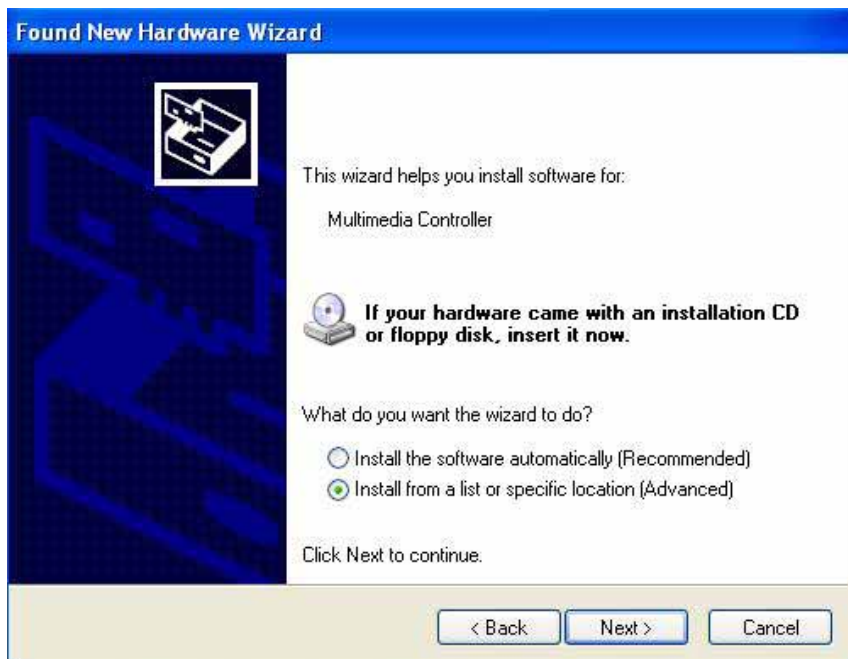 Found New Hardware Wizard
This wizard helps you install software for:
Multimedia Controller
If your hardware came with an installation CD
or floppy disk, insert it now.
What do you want the wizard to do?
Install the software automatically (Recommended)
Install from a list or specific location (Advanced)
Click Next to continue.
< Back
Next >
Cancel